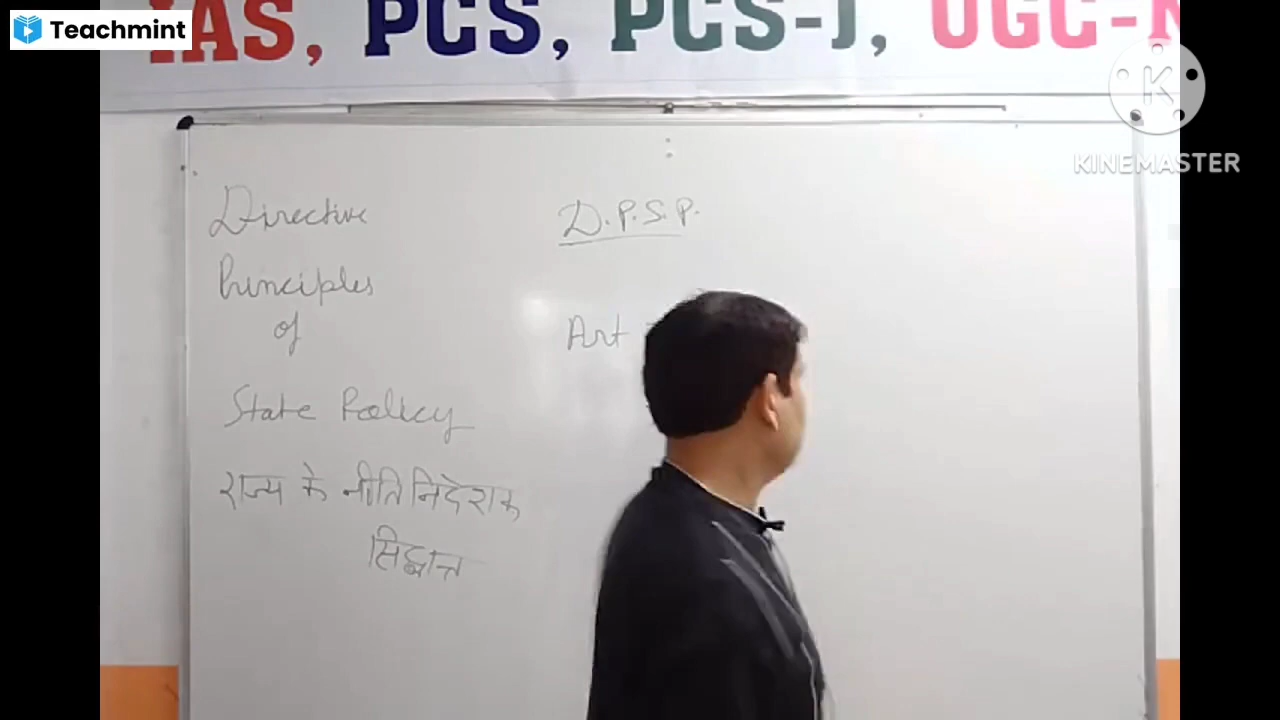 Teachmint
IAS, PCS, PCS-J, UGC-N
K
KINEMASTER
Directive
Principles
of
State Policy
राज्य के नीति निदेशक
सिद्धान्त
D.P.S.P.
Art